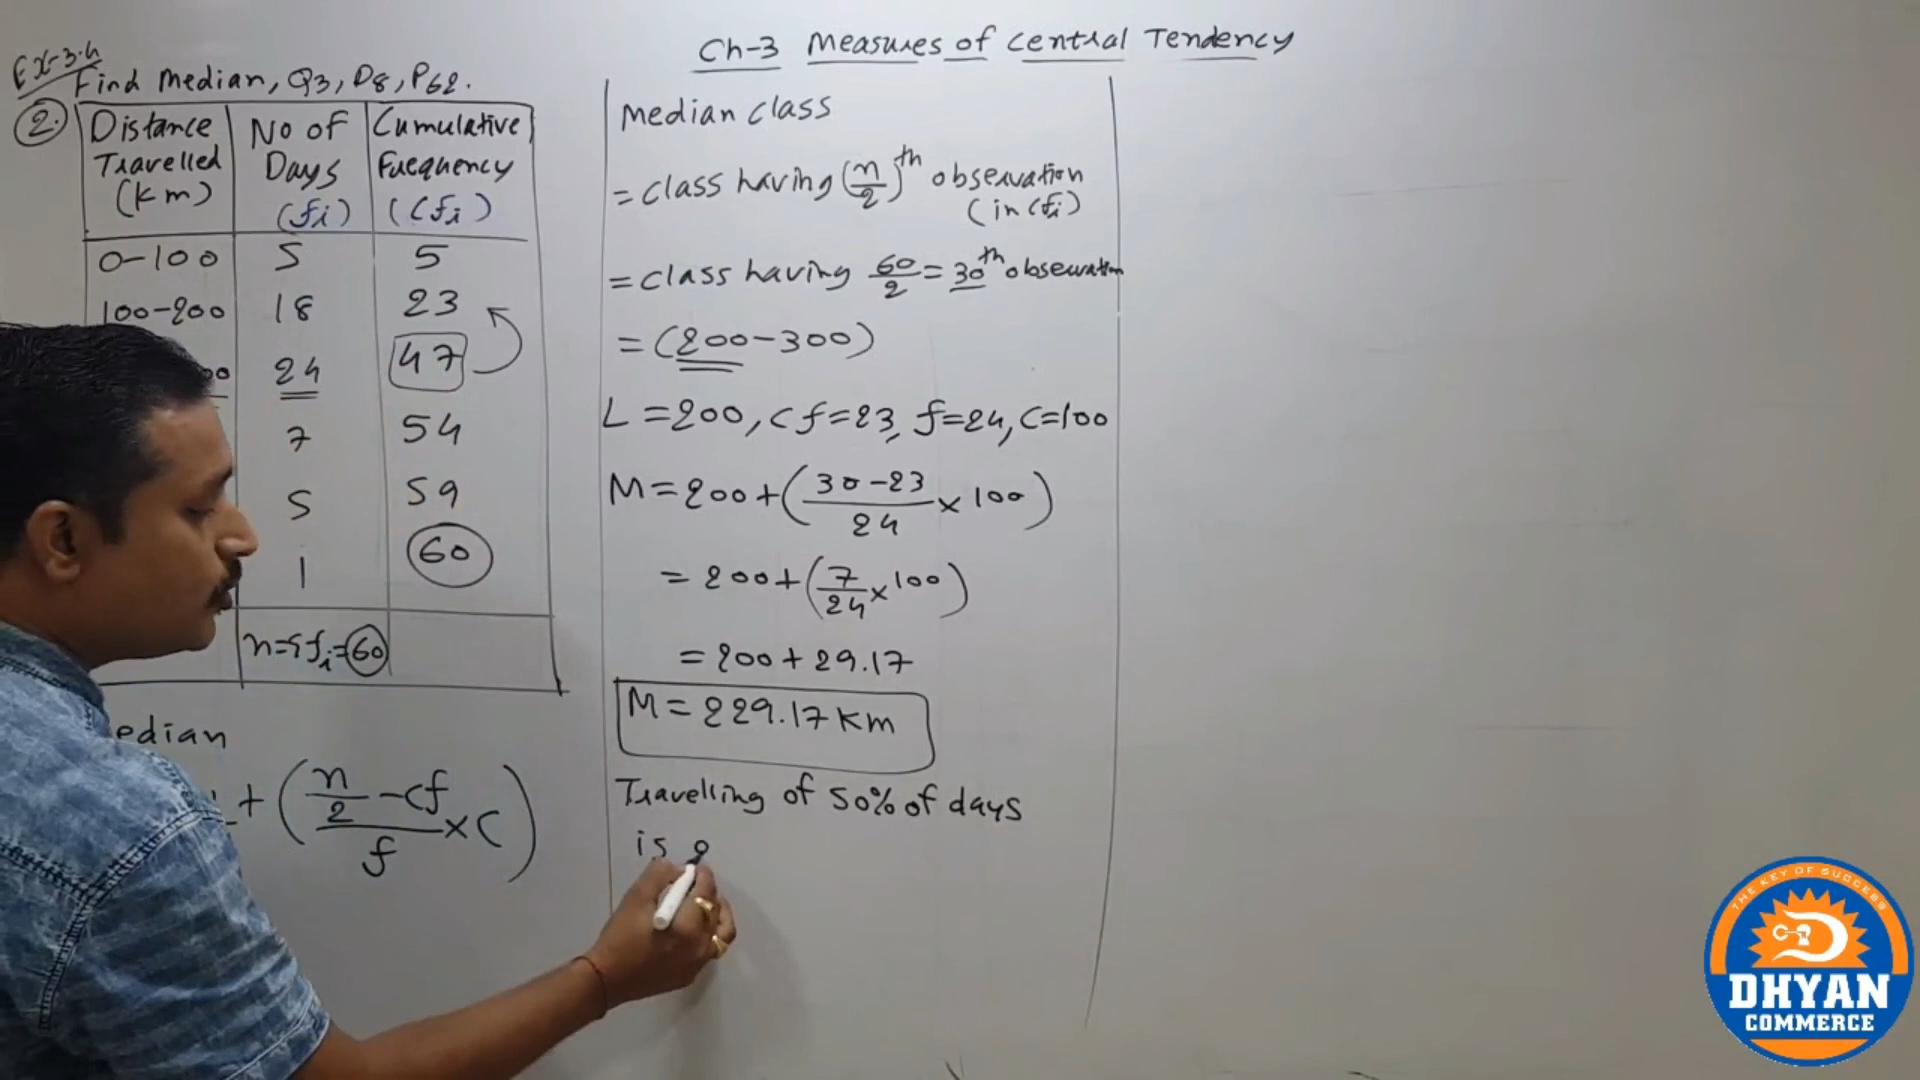 Ch-3 Measures of Central Tendency
Ex-3.4
Find Median, Q3, D8, P62.
2.
Distance Travelled (Km) | No of Days (fi) | Cumulative Frequency (Cfi)
0-100 | 5 | 5
100-200 | 18 | 23
00 | 24 | 47
7 | 54
5 | 59
1 | 60
n=Σfi=60
edian
L + ( (n/2 - cf)/f × C )
Median class
= class having (n/2)th observation
(in cfi)
= class having 60/2 = 30th observation
= (200-300)
L=200, cf=23, f=24, C=100
M=200+( (30-23)/24 × 100 )
= 200+( 7/24 × 100 )
= 200+29.17
M= 229.17 Km
Travelling of 50% of days
is
THE KEY OF SUCCESS
DHYAN
COMMERCE